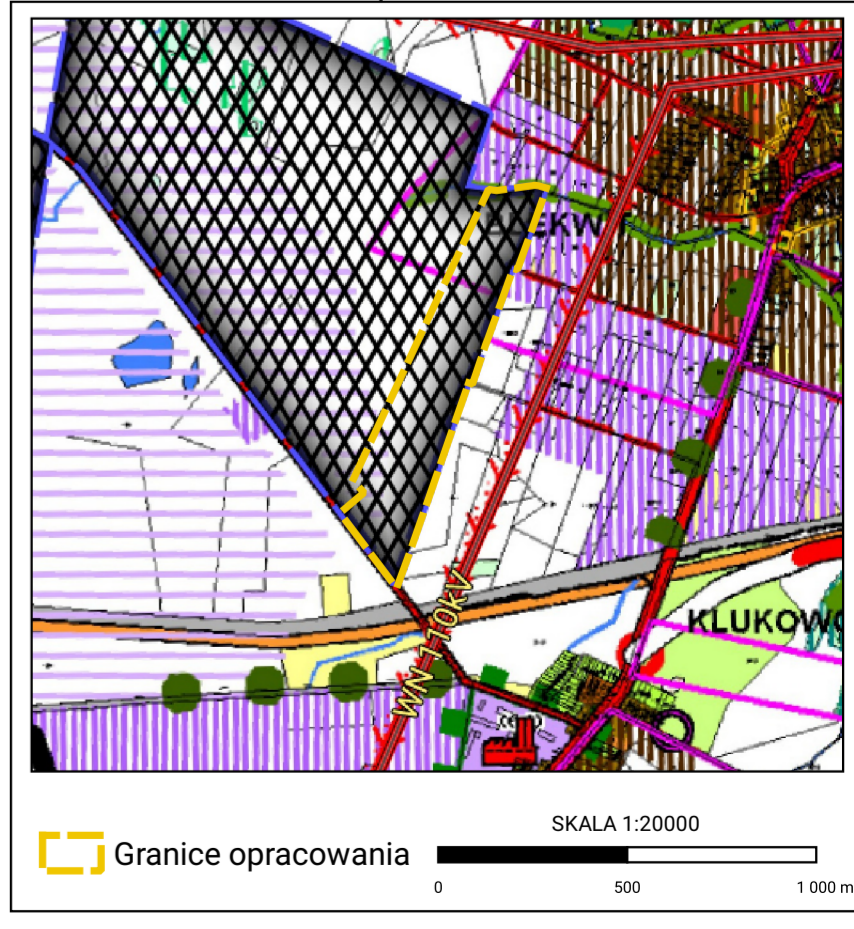 WN 110kV
KLUKOWO
SKALA 1:20000
Granice opracowania
0 500 1 000 m